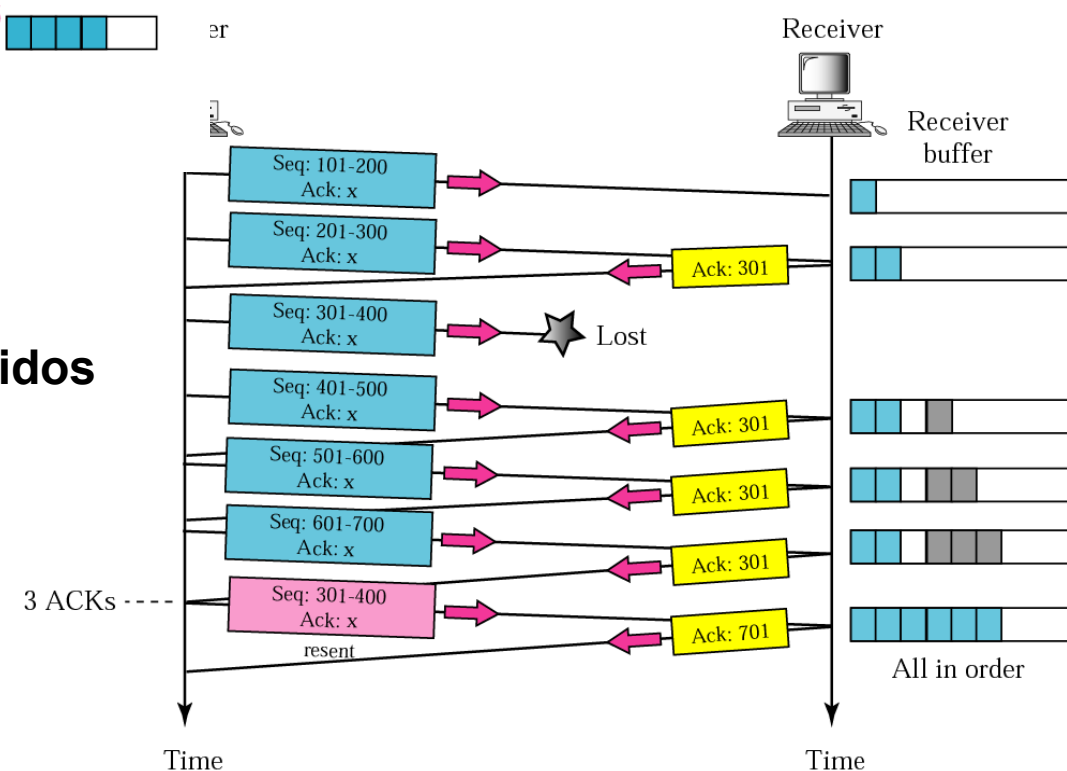 er
Receiver
Receiver
buffer
Seq: 101-200
Ack: x
Seq: 201-300
Ack: x
Ack: 301
Seq: 301-400
Ack: x
Lost
idos
Seq: 401-500
Ack: x
Ack: 301
Seq: 501-600
Ack: x
Ack: 301
Seq: 601-700
Ack: x
Ack: 301
3 ACKs
Seq: 301-400
Ack: x
resent
Ack: 701
All in order
Time
Time